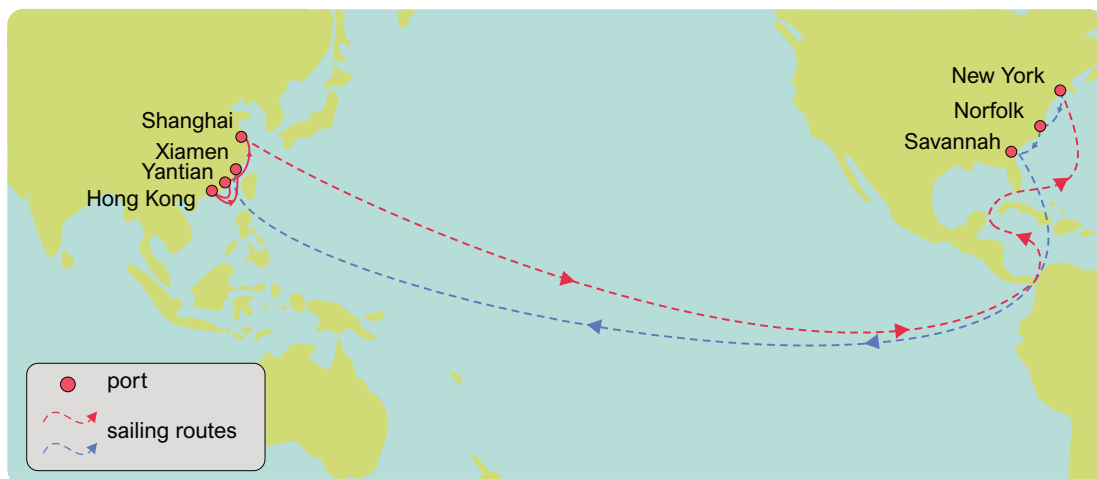 New York
Norfolk
Savannah
Shanghai
Xiamen
Yantian
Hong Kong
port
sailing routes